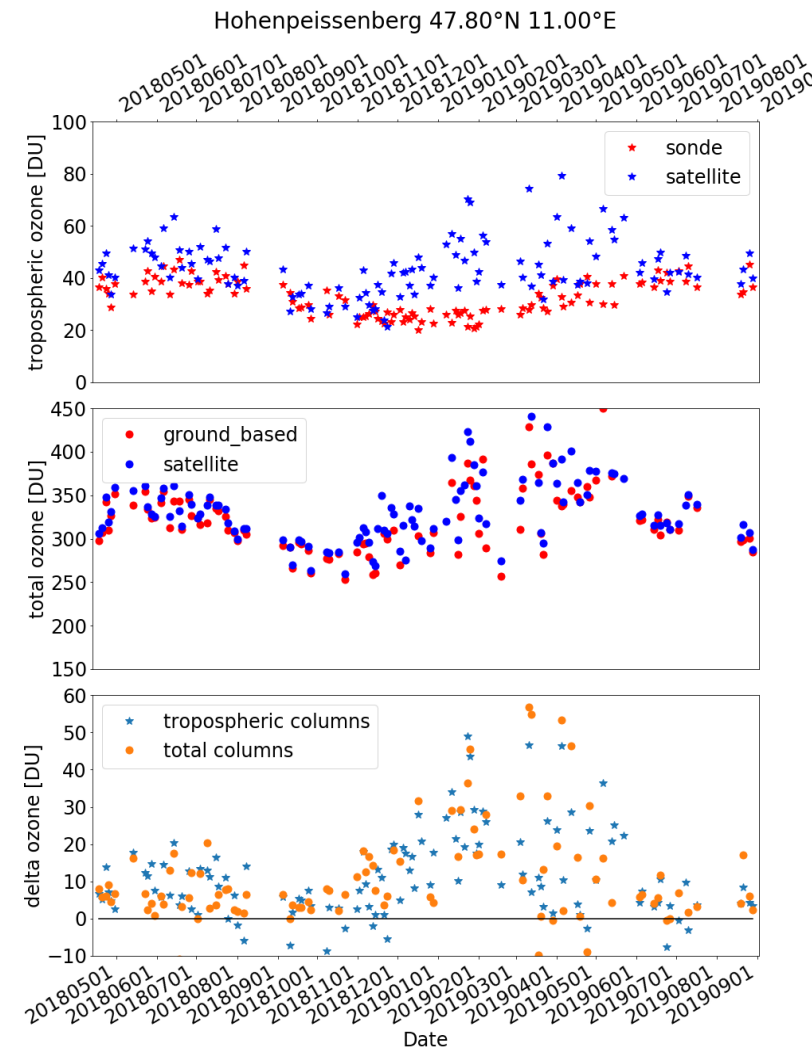 Hohenpeissenberg 47.80°N 11.00°E
20180501 20180601 20180701 20180801 20180901 20181001 20181101 20181201 20190101 20190201 20190301 20190401 20190501 20190601 20190701 20190801
tropospheric ozone [DU]
100
80
60
40
20
0
sonde
satellite
total ozone [DU]
450
400
350
300
250
200
150
ground_based
satellite
delta ozone [DU]
60
50
40
30
20
10
0
−10
tropospheric columns
total columns
20180501 20180601 20180701 20180801 20180901 20181001 20181101 20181201 20190101 20190201 20190301 20190401 20190501 20190601 20190701 20190801 20190901
Date